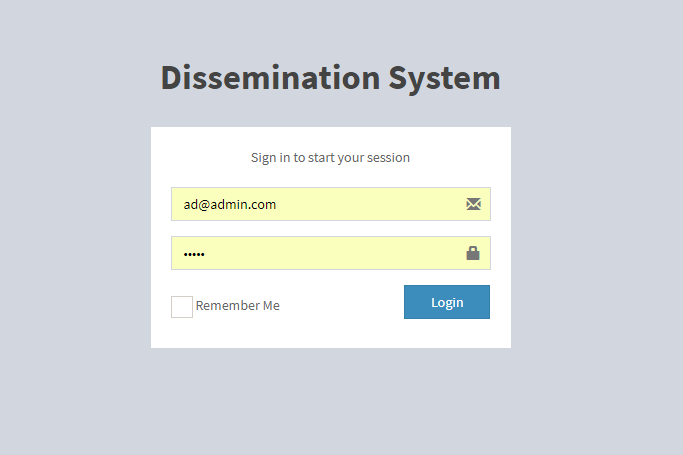 Dissemination System
Sign in to start your session
ad@admin.com
•••••
Remember Me
Login